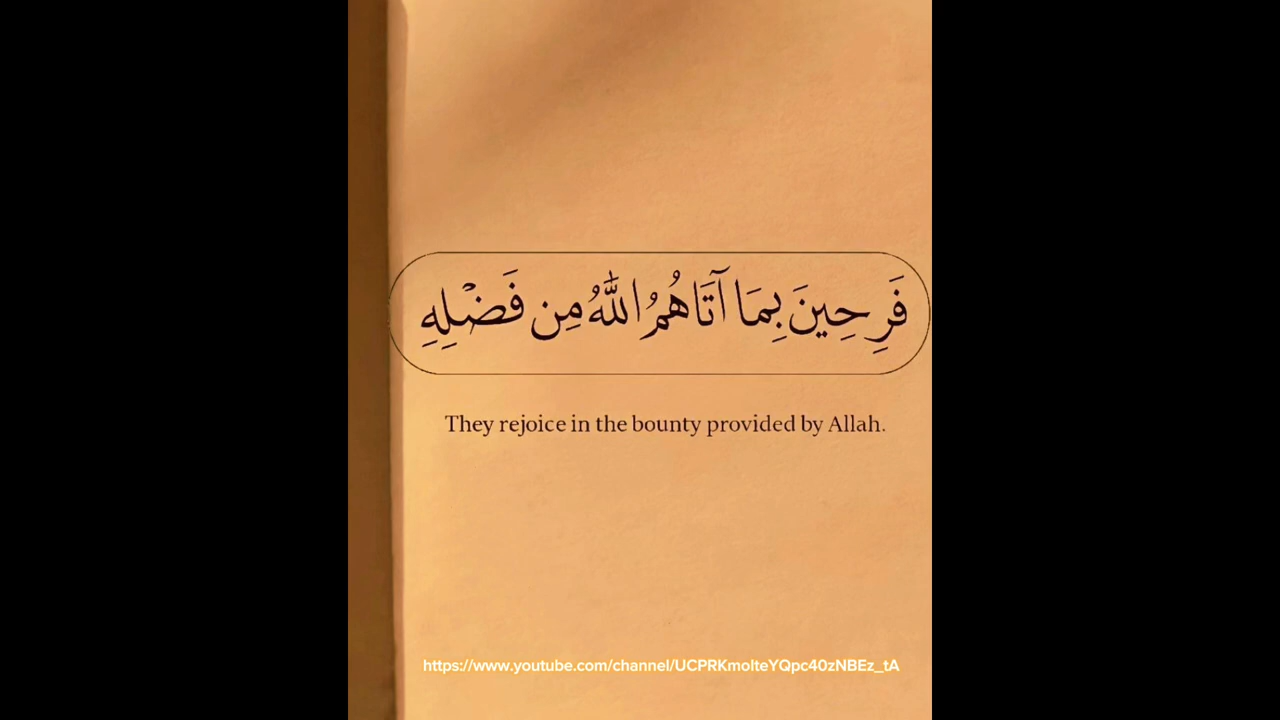 فَرِحِينَ بِمَا آتَاهُمُ اللَّهُ مِن فَضْلِهِ
They rejoice in the bounty provided by Allah.
https://www.youtube.com/channel/UCPRKmolteYQpc40zNBEz_tA